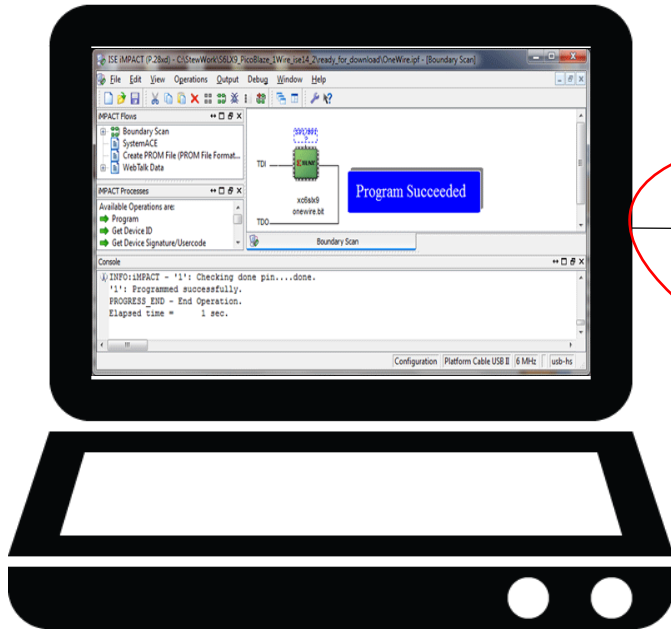 ISE iMPACT (P.28xd) - C:\StewWork\S6LX9_PicoBlaze_1Wire_ise14_2\ready_for_download\OneWire.ipf - [Boundary Scan]
File Edit View Operations Output Debug Window Help
iMPACT Flows
Boundary Scan
SystemACE
Create PROM File (PROM File Format...
WebTalk Data
iMPACT Processes
Available Operations are:
Program
Get Device ID
Get Device Signature/Usercode
TDI
TDO
XILINX
xc6slx9
onewire.bit
Program Succeeded
Boundary Scan
Console
INFO:iMPACT - '1': Checking done pin....done.
'1': Programmed successfully.
PROGRESS_END - End Operation.
Elapsed time =      1 sec.
Configuration Platform Cable USB II 6 MHz usb-hs